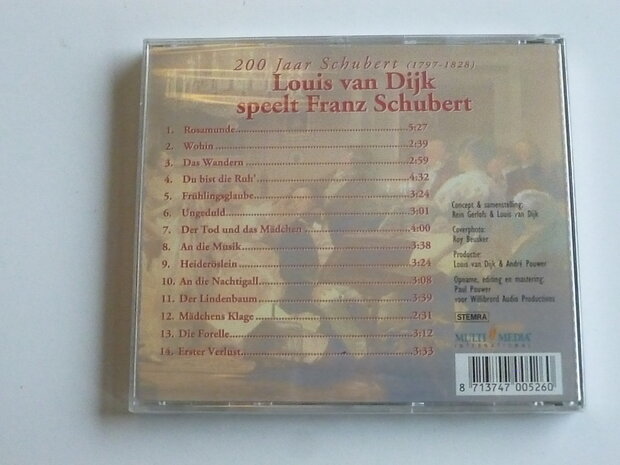 200 Jaar Schubert (1797-1828)
Louis van Dijk
speelt Franz Schubert
1. Rosamunde 5:27
2. Wohin 2:39
3. Das Wandern 2:59
4. Du bist die Ruh' 4:32
5. Frühlingsglaube 3:24
6. Ungeduld 3:01
7. Der Tod und das Mädchen 4:00
8. An die Musik 3:38
9. Heideröslein 3:24
10. An die Nachtigall 3:08
11. Der Lindenbaum 3:59
12. Mädchens Klage 2:31
13. Die Forelle 3:12
14. Erster Verlust 3:33
Concept & samenstelling:
Rein Gerlofs & Louis van Dijk
Coverphoto:
Roy Beusker
Productie:
Louis van Dijk & André Pouwer
Opname, editing en mastering:
Paul Pouwer
voor Willibrord Audio Productions
STEMRA
MULTI MEDIA
INTERNATIONAL
8 713747 005260